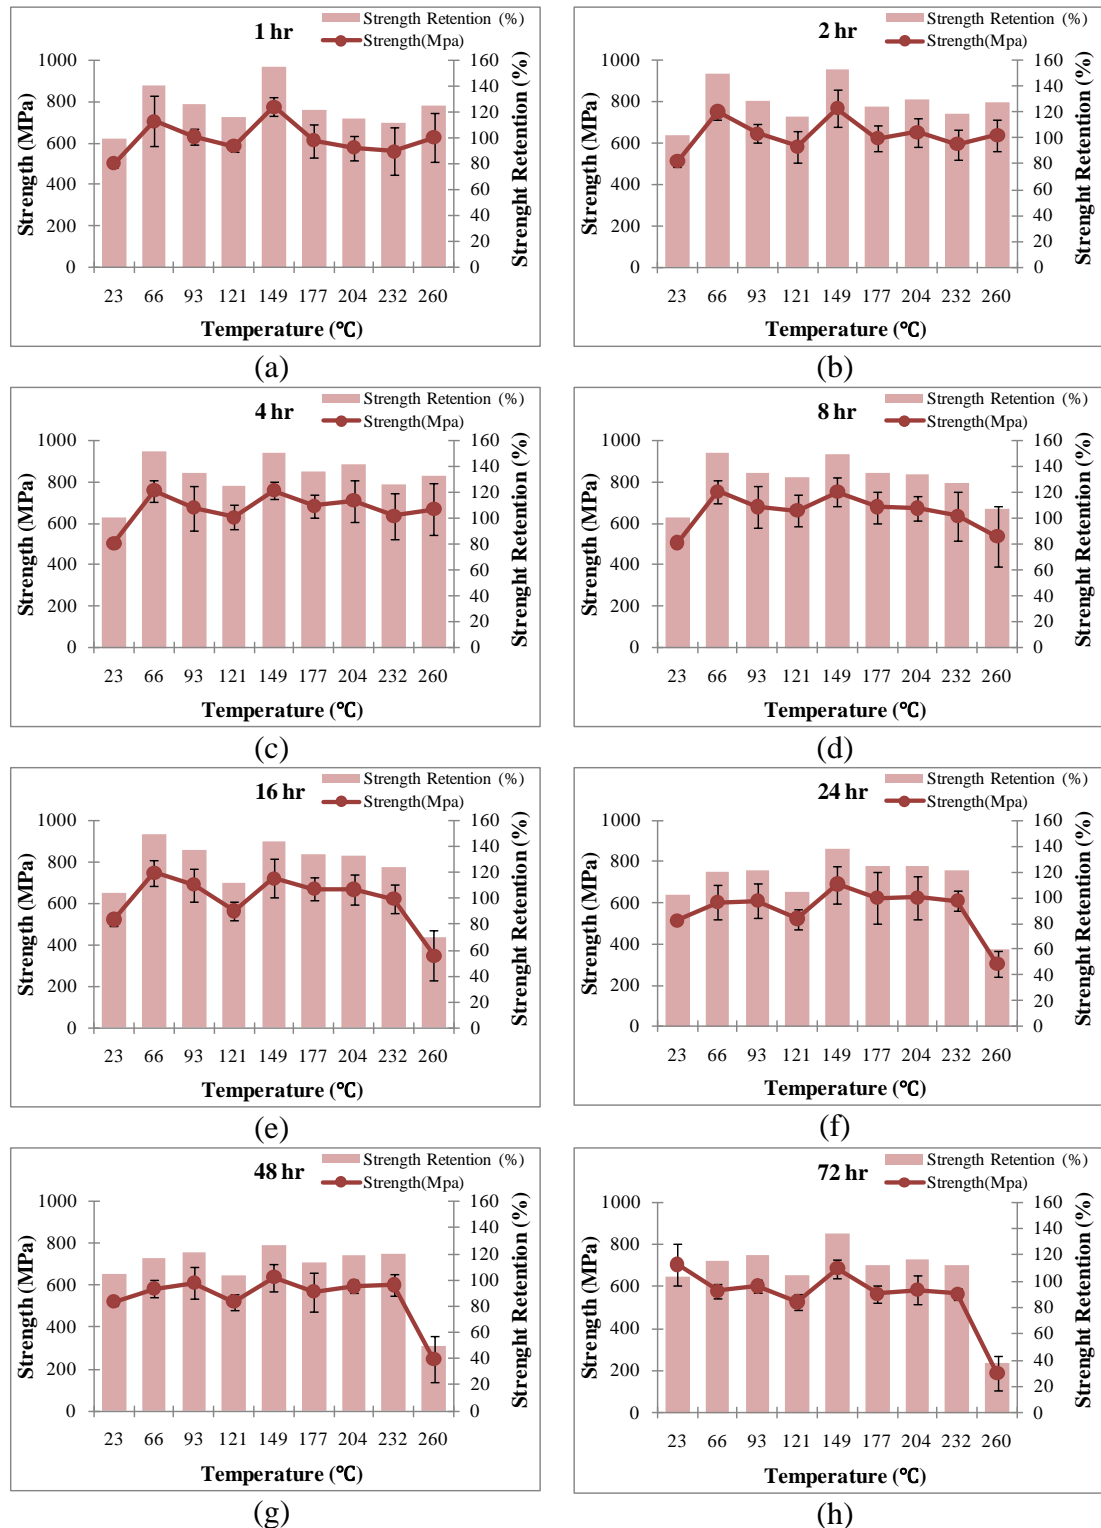 1 hr
Strength Retention (%)
Strength(Mpa)
Strength (MPa)
1000
800
600
400
200
0
160
140
120
100
80
60
40
20
0
Strenght Retention (%)
23 66 93 121 149 177 204 232 260
Temperature (℃)
(a)
2 hr
Strength Retention (%)
Strength(Mpa)
Strength (MPa)
1000
800
600
400
200
0
160
140
120
100
80
60
40
20
0
Strenght Retention (%)
23 66 93 121 149 177 204 232 260
Temperature (℃)
(b)
4 hr
Strength Retention (%)
Strength(Mpa)
Strength (MPa)
1000
800
600
400
200
0
160
140
120
100
80
60
40
20
0
Strenght Retention (%)
23 66 93 121 149 177 204 232 260
Temperature (℃)
(c)
8 hr
Strength Retention (%)
Strength(Mpa)
Strength (MPa)
1000
800
600
400
200
0
160
140
120
100
80
60
40
20
0
Strenght Retention (%)
23 66 93 121 149 177 204 232 260
Temperature (℃)
(d)
16 hr
Strength Retention (%)
Strength(Mpa)
Strength (MPa)
1000
800
600
400
200
0
160
140
120
100
80
60
40
20
0
Strenght Retention (%)
23 66 93 121 149 177 204 232 260
Temperature (℃)
(e)
24 hr
Strength Retention (%)
Strength(Mpa)
Strength (MPa)
1000
800
600
400
200
0
160
140
120
100
80
60
40
20
0
Strenght Retention (%)
23 66 93 121 149 177 204 232 260
Temperature (℃)
(f)
48 hr
Strength Retention (%)
Strength(Mpa)
Strength (MPa)
1000
800
600
400
200
0
160
140
120
100
80
60
40
20
0
Strenght Retention (%)
23 66 93 121 149 177 204 232 260
Temperature (℃)
(g)
72 hr
Strength Retention (%)
Strength(Mpa)
Strength (MPa)
1000
800
600
400
200
0
160
140
120
100
80
60
40
20
0
Strenght Retention (%)
23 66 93 121 149 177 204 232 260
Temperature (℃)
(h)